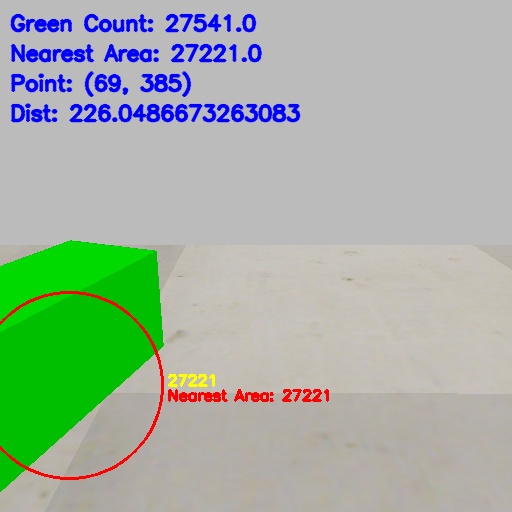 Green Count: 27541.0
Nearest Area: 27221.0
Point: (69, 385)
Dist: 226.0486673263083
27221
Nearest Area: 27221